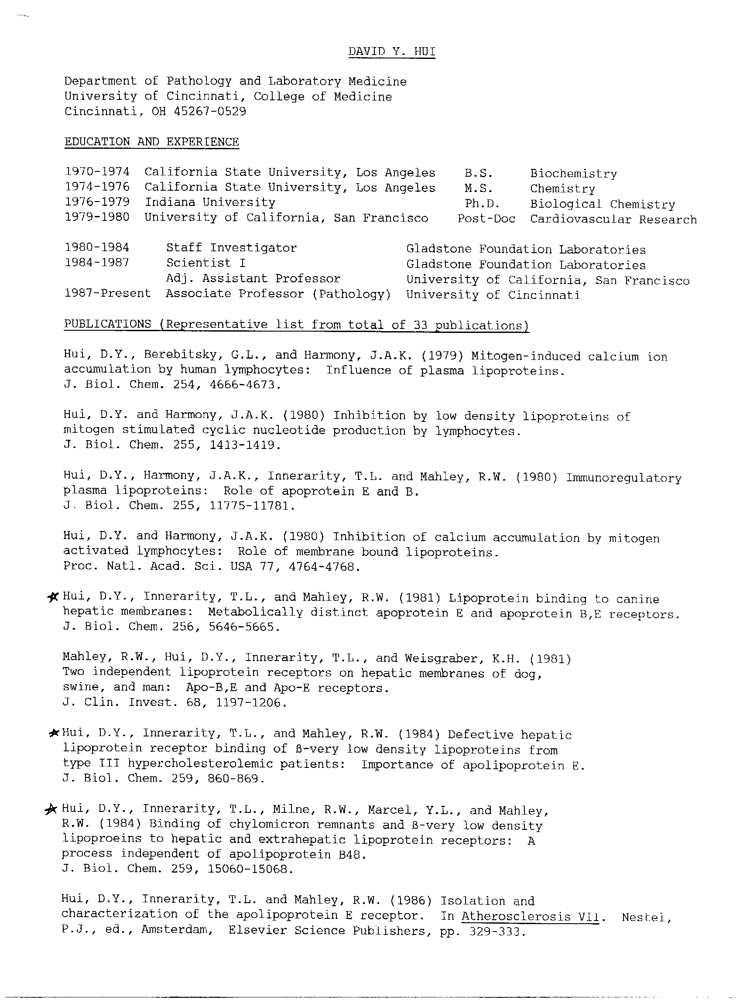 DAVID Y. HUI
Department of Pathology and Laboratory Medicine
University of Cincinnati, College of Medicine
Cincinnati, OH 45267-0529
EDUCATION AND EXPERIENCE
1970-1974 California State University, Los Angeles B.S. Biochemistry
1974-1976 California State University, Los Angeles M.S. Chemistry
1976-1979 Indiana University Ph.D. Biological Chemistry
1979-1980 University of California, San Francisco Post-Doc Cardiovascular Research
1980-1984 Staff Investigator Gladstone Foundation Laboratories
1984-1987 Scientist I Gladstone Foundation Laboratories
Adj. Assistant Professor University of California, San Francisco
1987-Present Associate Professor (Pathology) University of Cincinnati
PUBLICATIONS (Representative list from total of 33 publications)
Hui, D.Y., Berebitsky, G.L., and Harmony, J.A.K. (1979) Mitogen-induced calcium ion
accumulation by human lymphocytes: Influence of plasma lipoproteins.
J. Biol. Chem. 254, 4666-4673.
Hui, D.Y. and Harmony, J.A.K. (1980) Inhibition by low density lipoproteins of
mitogen stimulated cyclic nucleotide production by lymphocytes.
J. Biol. Chem. 255, 1413-1419.
Hui, D.Y., Harmony, J.A.K., Innerarity, T.L. and Mahley, R.W. (1980) Immunoregulatory
plasma lipoproteins: Role of apoprotein E and B.
J. Biol. Chem. 255, 11775-11781.
Hui, D.Y. and Harmony, J.A.K. (1980) Inhibition of calcium accumulation by mitogen
activated lymphocytes: Role of membrane bound lipoproteins.
Proc. Natl. Acad. Sci. USA 77, 4764-4768.
★Hui, D.Y., Innerarity, T.L., and Mahley, R.W. (1981) Lipoprotein binding to canine
hepatic membranes: Metabolically distinct apoprotein E and apoprotein B,E receptors.
J. Biol. Chem. 256, 5646-5665.
Mahley, R.W., Hui, D.Y., Innerarity, T.L., and Weisgraber, K.H. (1981)
Two independent lipoprotein receptors on hepatic membranes of dog,
swine, and man: Apo-B,E and Apo-E receptors.
J. Clin. Invest. 68, 1197-1206.
★Hui, D.Y., Innerarity, T.L., and Mahley, R.W. (1984) Defective hepatic
lipoprotein receptor binding of ß-very low density lipoproteins from
type III hypercholesterolemic patients: Importance of apolipoprotein E.
J. Biol. Chem. 259, 860-869.
★Hui, D.Y., Innerarity, T.L., Milne, R.W., Marcel, Y.L., and Mahley,
R.W. (1984) Binding of chylomicron remnants and ß-very low density
lipoproeins to hepatic and extrahepatic lipoprotein receptors: A
process independent of apolipoprotein B48.
J. Biol. Chem. 259, 15060-15068.
Hui, D.Y., Innerarity, T.L. and Mahley, R.W. (1986) Isolation and
characterization of the apolipoprotein E receptor. In Atherosclerosis VII. Nestel,
P.J., ed., Amsterdam, Elsevier Science Publishers, pp. 329-333.